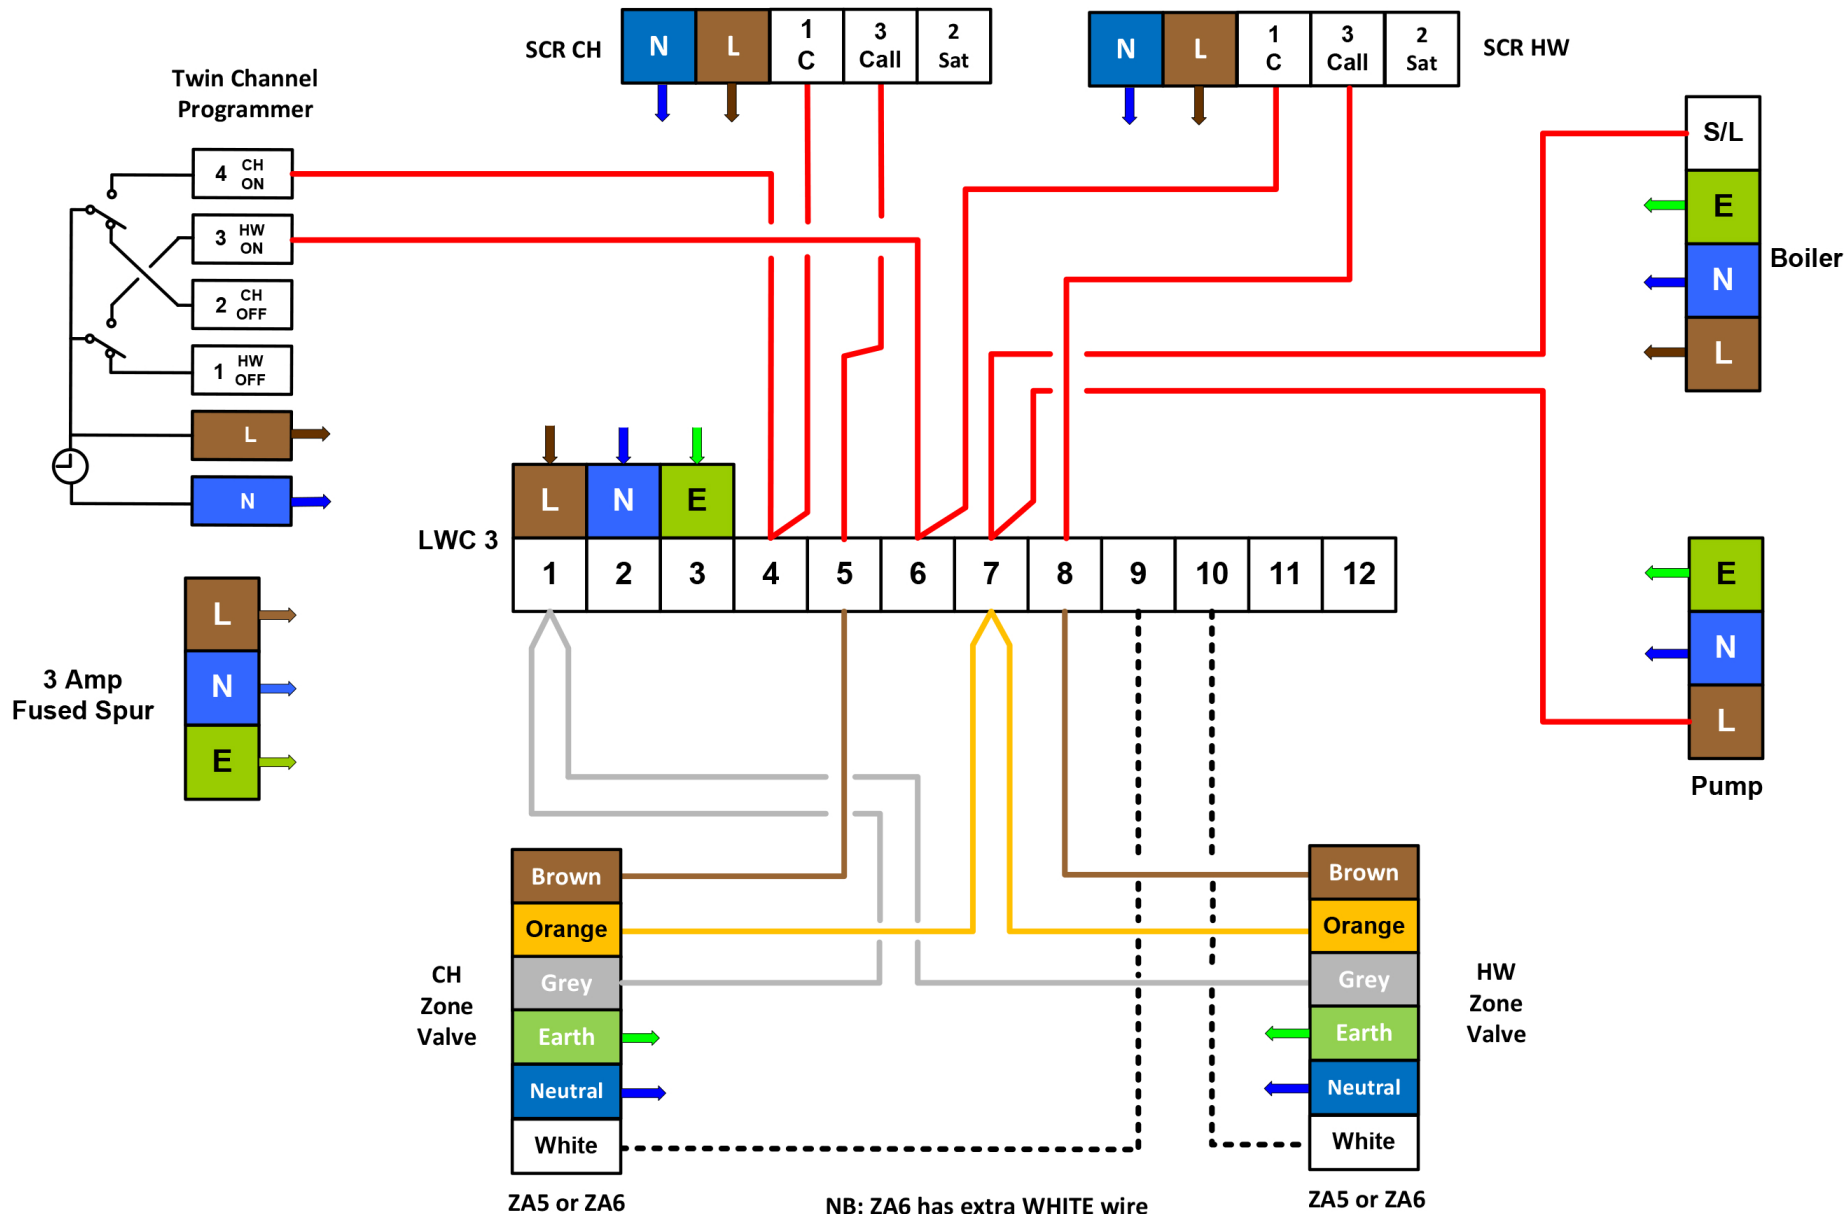 SCR CH
N
L
1
C
3
Call
2
Sat
N
L
1
C
3
Call
2
Sat
SCR HW
Twin Channel
Programmer
4 CH
ON
3 HW
ON
2 CH
OFF
1 HW
OFF
L
N
S/L
E
N
L
Boiler
L
N
E
LWC 3
1 2 3 4 5 6 7 8 9 10 11 12
3 Amp
Fused Spur
L
N
E
E
N
L
Pump
CH
Zone
Valve
Brown
Orange
Grey
Earth
Neutral
White
ZA5 or ZA6
NB: ZA6 has extra WHITE wire
Brown
Orange
Grey
Earth
Neutral
White
ZA5 or ZA6
HW
Zone
Valve